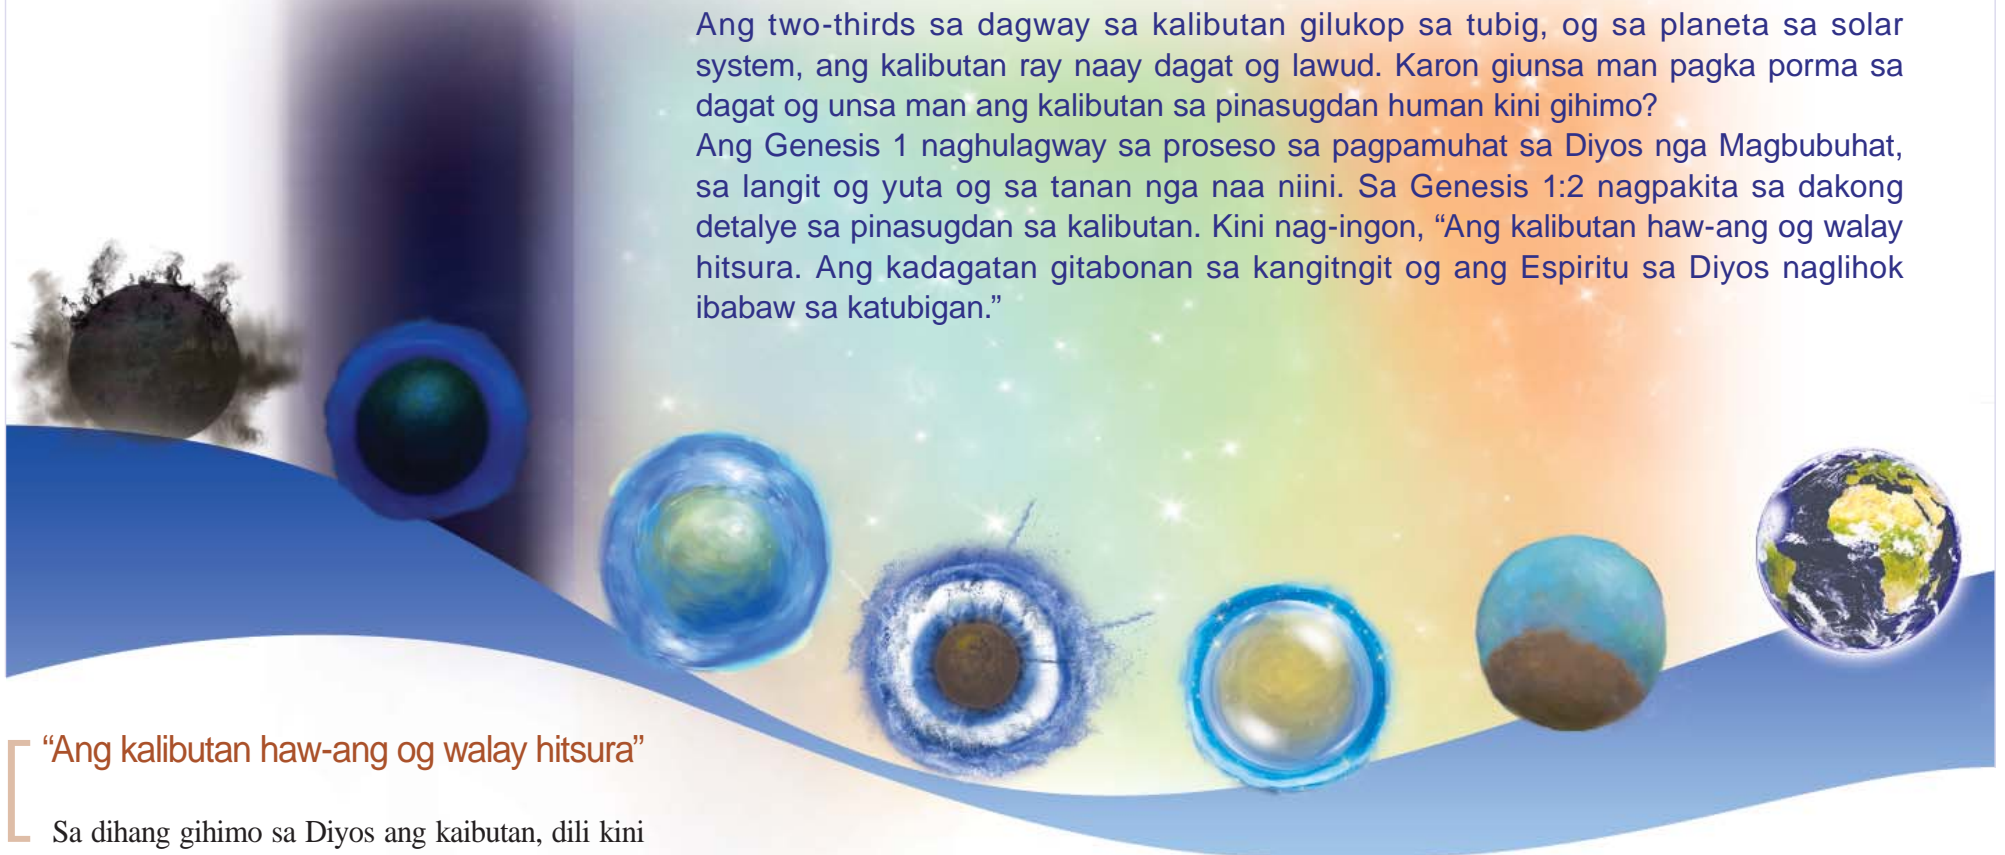 Ang two-thirds sa dagway sa kalibutan gilukop sa tubig, og sa planeta sa solar
system, ang kalibutan ray naay dagat og lawud. Karon giunsa man pagka porma sa
dagat og unsa man ang kalibutan sa pinasugdan human kini gihimo?
Ang Genesis 1 naghulagway sa proseso sa pagpamuhat sa Diyos nga Magbubuhat,
sa langit og yuta og sa tanan nga naa niini. Sa Genesis 1:2 nagpakita sa dakong
detalye sa pinasugdan sa kalibutan. Kini nag-ingon, “Ang kalibutan haw-ang og walay
hitsura. Ang kadagatan gitabonan sa kangitngit og ang Espiritu sa Diyos naglihok
ibabaw sa katubigan.”
“Ang kalibutan haw-ang og walay hitsura”
Sa dihang gihimo sa Diyos ang kaibutan, dili kini